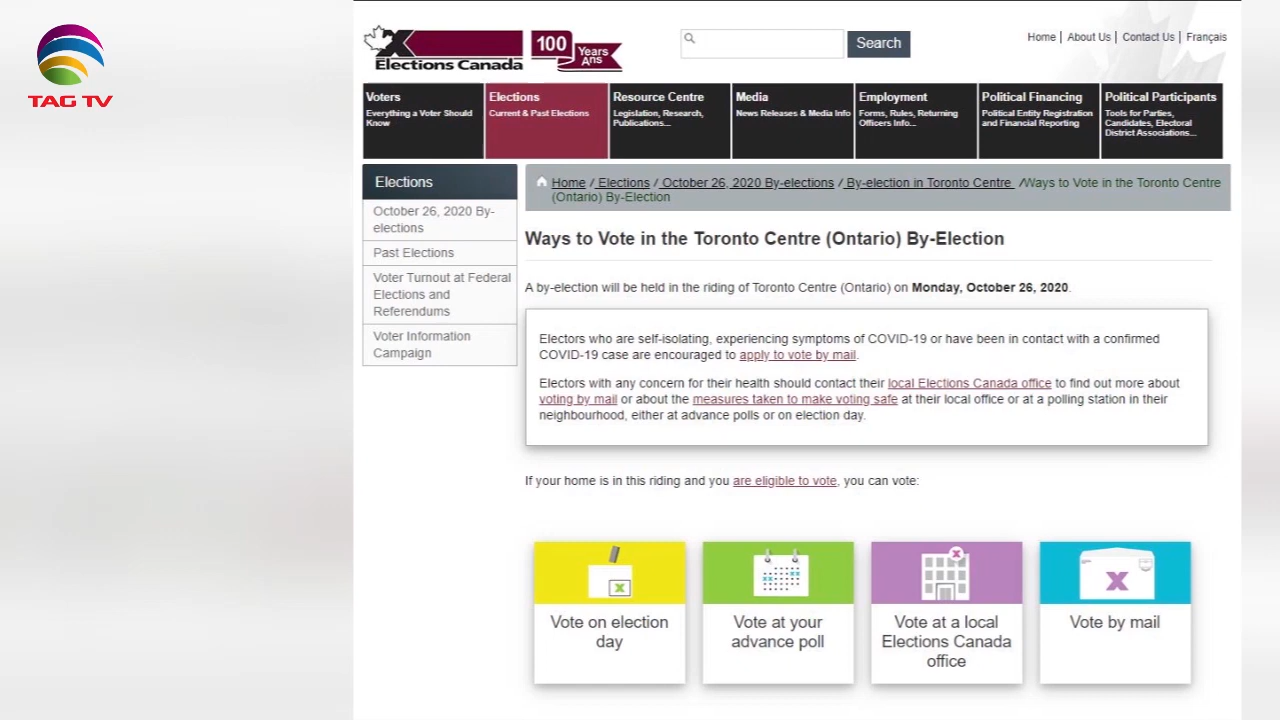 TAG TV
Elections Canada
100 Years
Ans
Search
Home | About Us | Contact Us | Français
Voters
Everything a Voter Should
Know
Elections
Current & Past Elections
Resource Centre
Legislation, Research,
Publications...
Media
News Releases & Media Info
Employment
Forms, Rules, Returning
Officers Info...
Political Financing
Political Entity Registration
and Financial Reporting
Political Participants
Tools for Parties,
Candidates, Electoral
District Associations...
Elections
October 26, 2020 By-
elections
Past Elections
Voter Turnout at Federal
Elections and
Referendums
Voter Information
Campaign
Home / Elections / October 26, 2020 By-elections / By-election in Toronto Centre /Ways to Vote in the Toronto Centre
(Ontario) By-Election
Ways to Vote in the Toronto Centre (Ontario) By-Election
A by-election will be held in the riding of Toronto Centre (Ontario) on Monday, October 26, 2020.
Electors who are self-isolating, experiencing symptoms of COVID-19 or have been in contact with a confirmed
COVID-19 case are encouraged to apply to vote by mail.
Electors with any concern for their health should contact their local Elections Canada office to find out more about
voting by mail or about the measures taken to make voting safe at their local office or at a polling station in their
neighbourhood, either at advance polls or on election day.
If your home is in this riding and you are eligible to vote, you can vote:
Vote on election
day
Vote at your
advance poll
Vote at a local
Elections Canada
office
Vote by mail